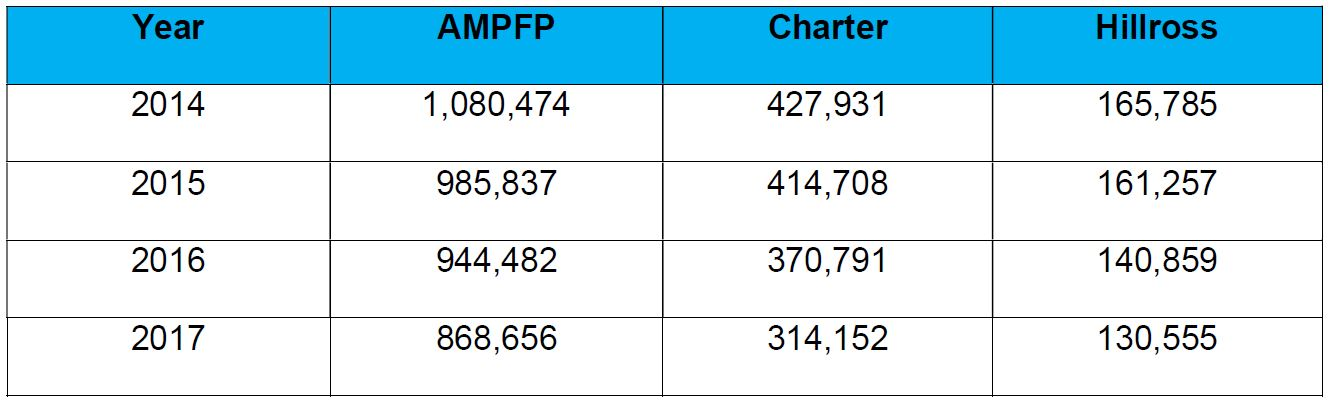 Year AMPFP Charter Hillross
2014 1,080,474 427,931 165,785
2015 985,837 414,708 161,257
2016 944,482 370,791 140,859
2017 868,656 314,152 130,555